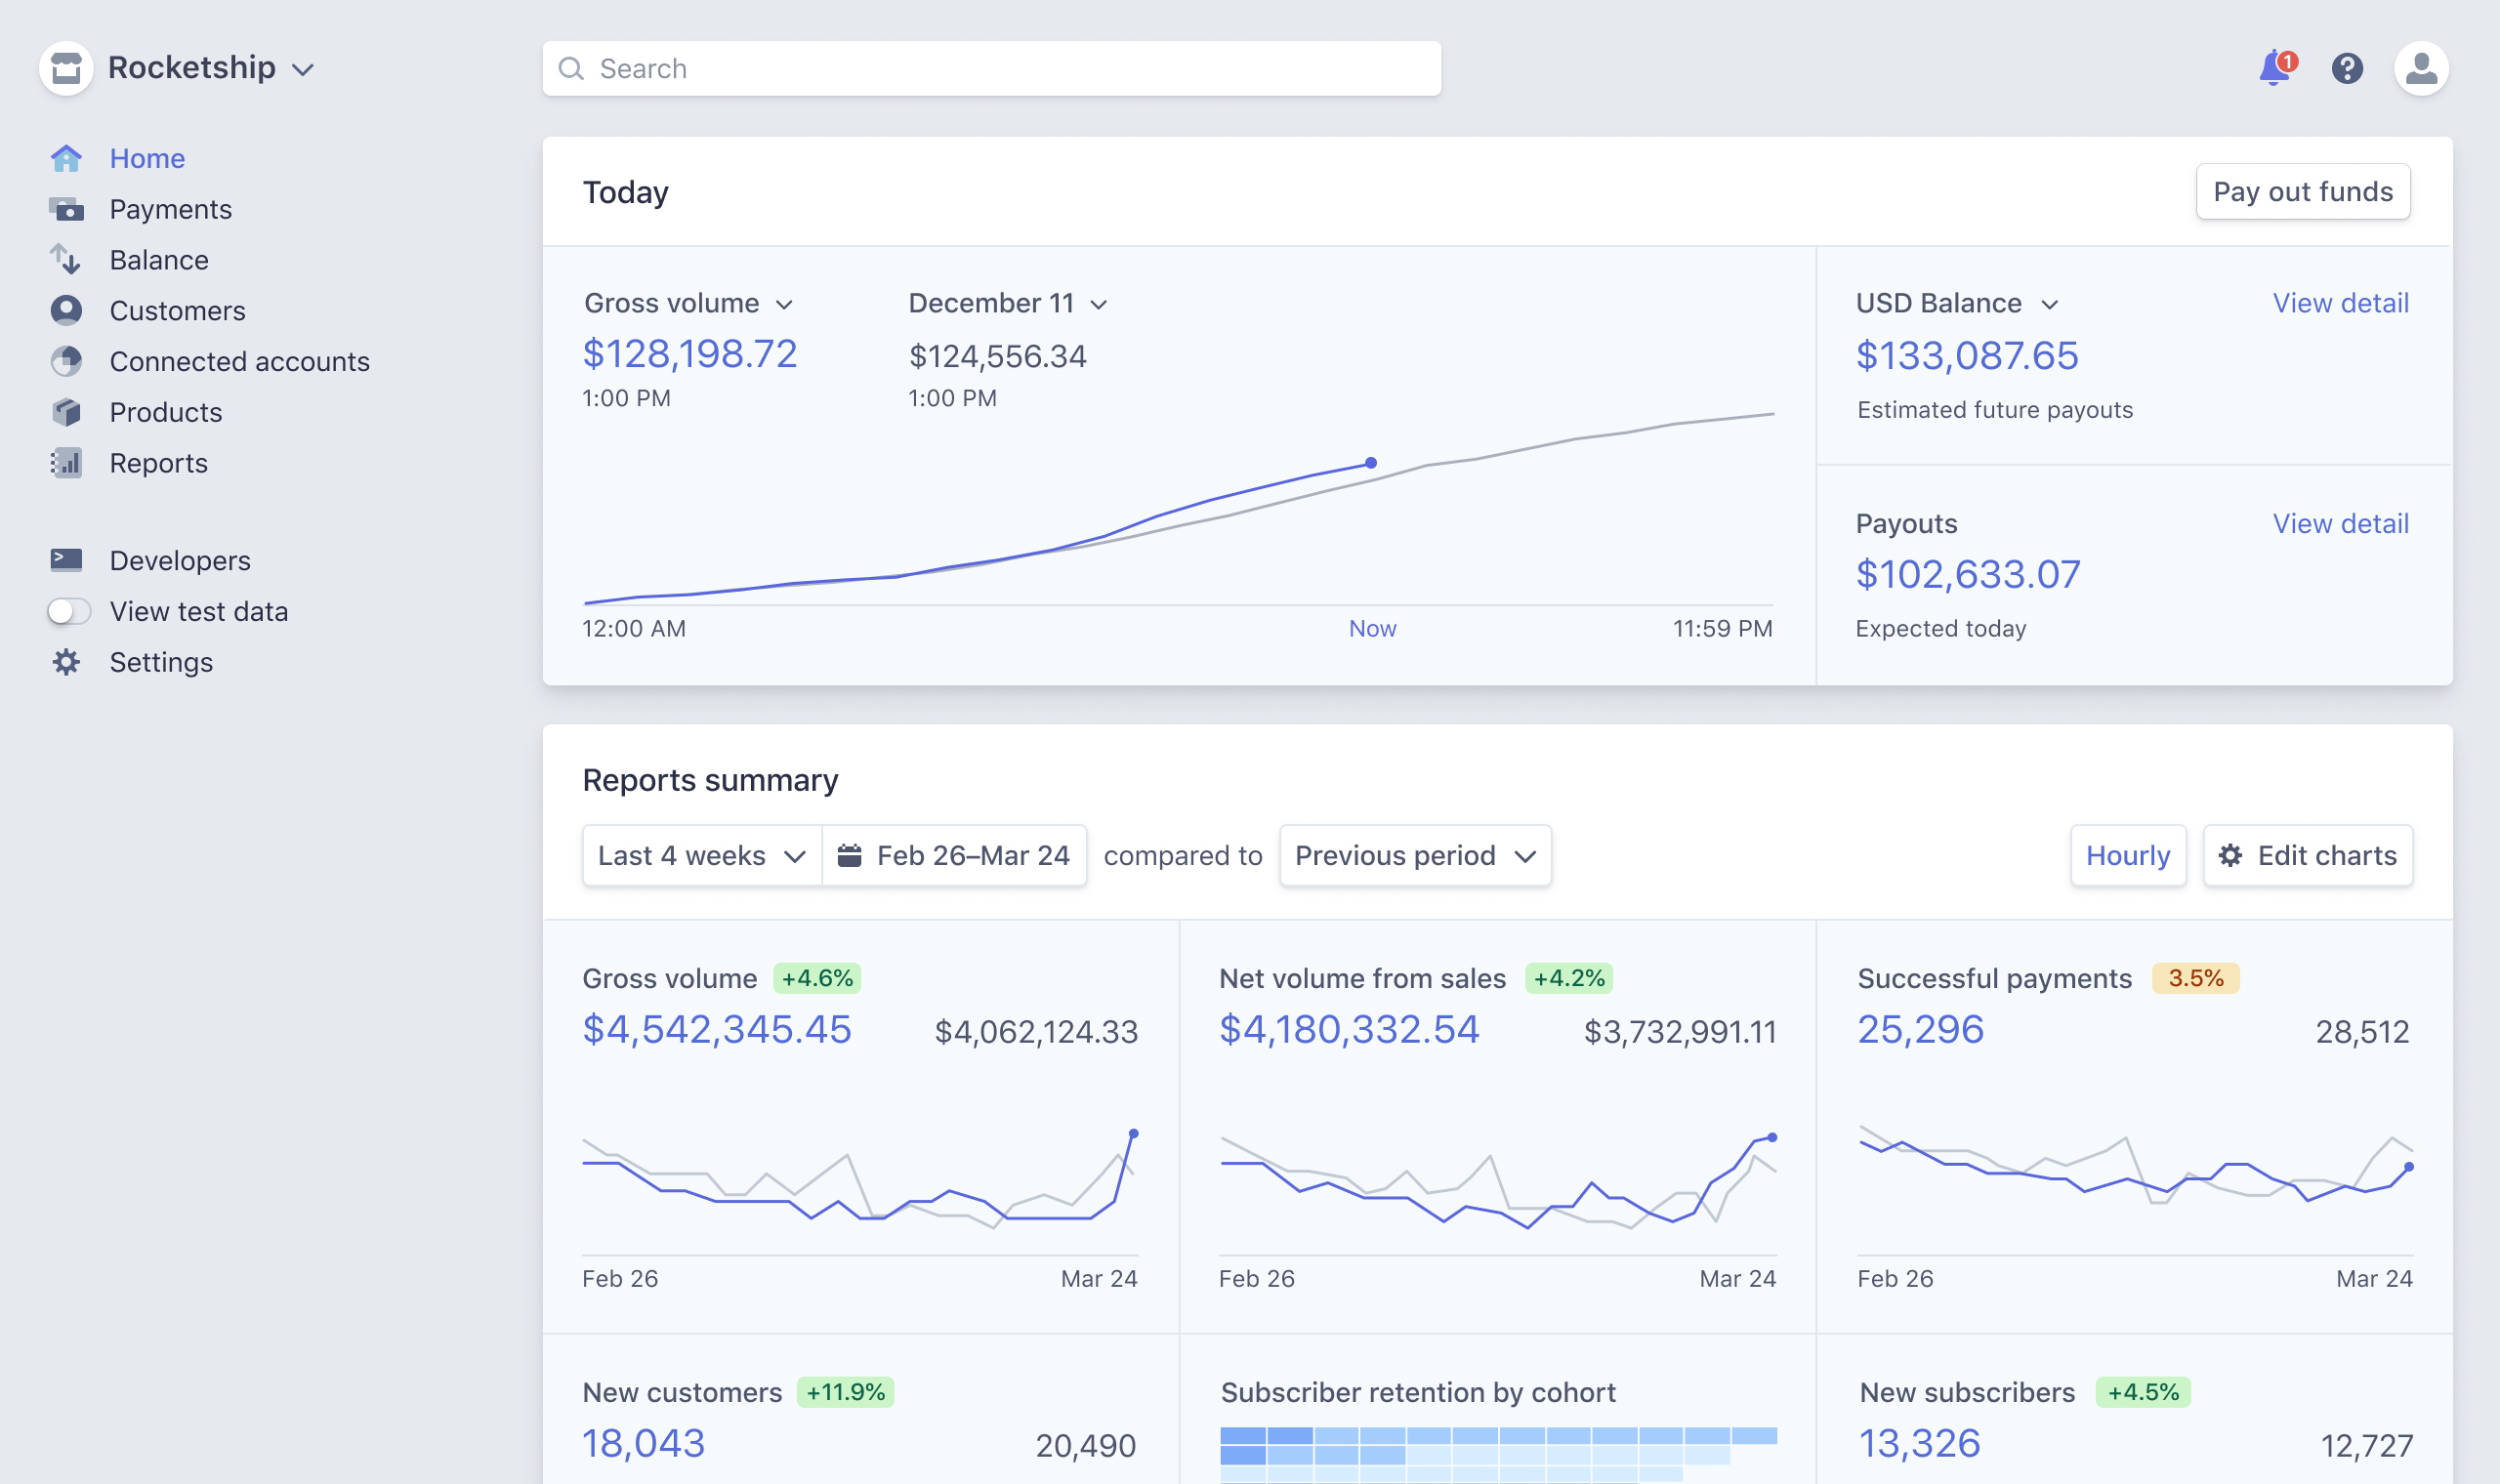 Rocketship
Search
1
Home
Payments
Balance
Customers
Connected accounts
Products
Reports
Developers
View test data
Settings
Today
Pay out funds
Gross volume
$128,198.72
1:00 PM
December 11
$124,556.34
1:00 PM
12:00 AM
Now
11:59 PM
USD Balance
View detail
$133,087.65
Estimated future payouts
Payouts
View detail
$102,633.07
Expected today
Reports summary
Last 4 weeks
Feb 26–Mar 24
compared to
Previous period
Hourly
Edit charts
Gross volume +4.6%
$4,542,345.45 $4,062,124.33
Feb 26 Mar 24
Net volume from sales +4.2%
$4,180,332.54 $3,732,991.11
Feb 26 Mar 24
Successful payments 3.5%
25,296 28,512
Feb 26 Mar 24
New customers +11.9%
18,043 20,490
Subscriber retention by cohort
New subscribers +4.5%
13,326 12,727